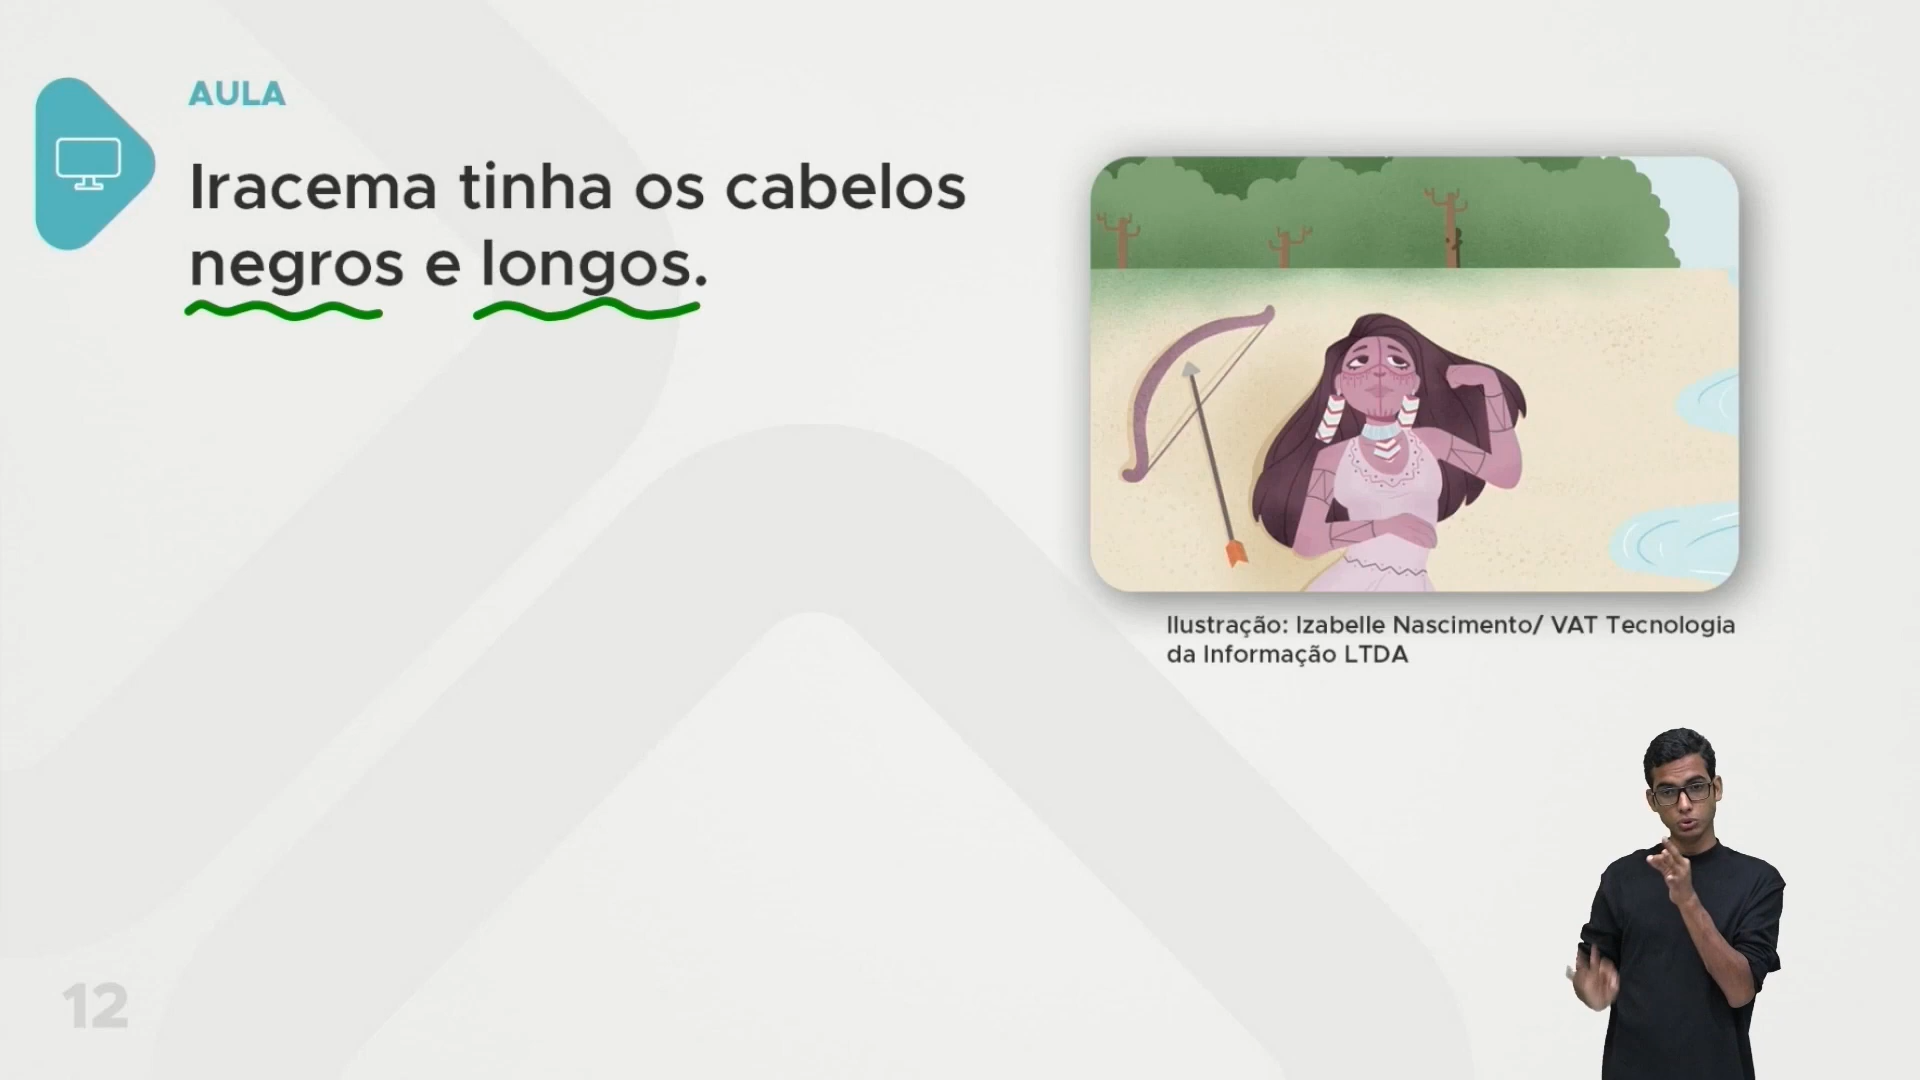 AULA
Iracema tinha os cabelos
negros e longos.
Ilustração: Izabelle Nascimento/ VAT Tecnologia
da Informação LTDA
12